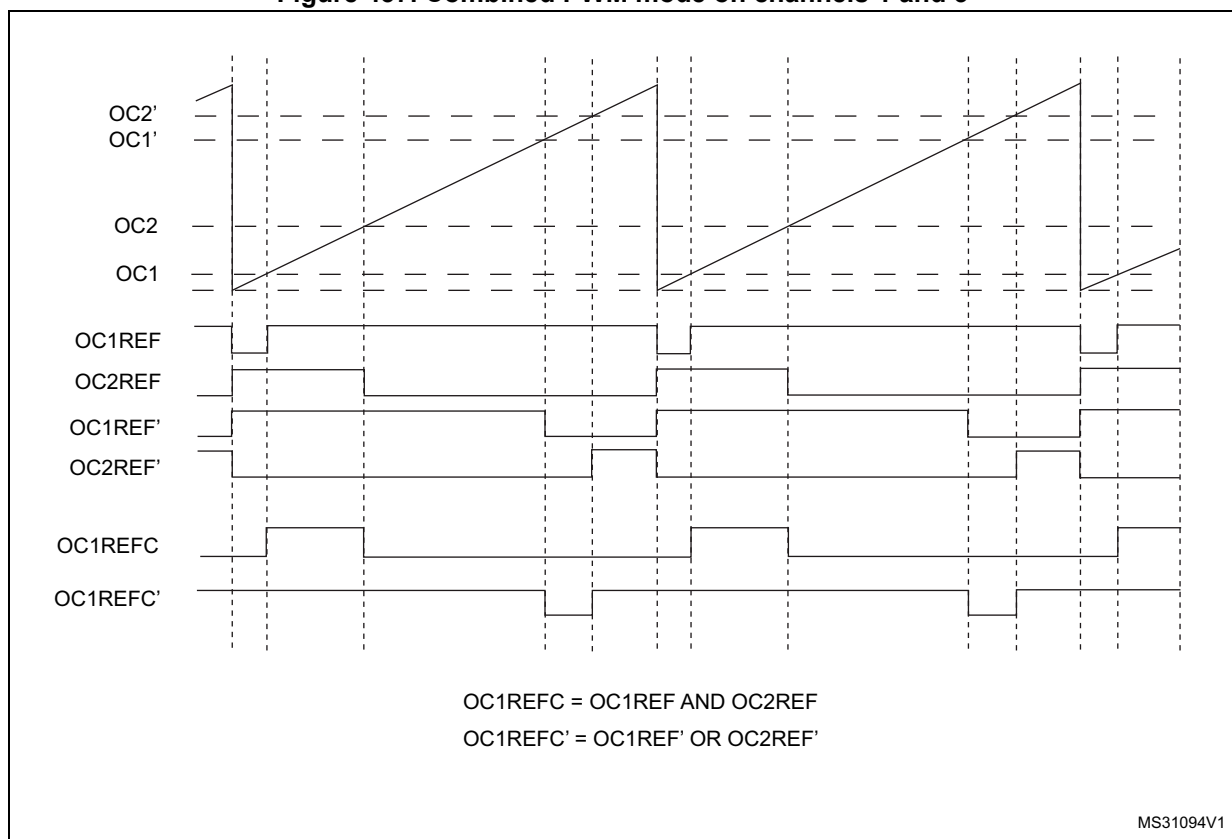 OC2’
OC1’
OC2
OC1
OC1REF
OC2REF
OC1REF’
OC2REF’
OC1REFC
OC1REFC’
OC1REFC = OC1REF AND OC2REF
OC1REFC’ = OC1REF’ OR OC2REF’
MS31094V1